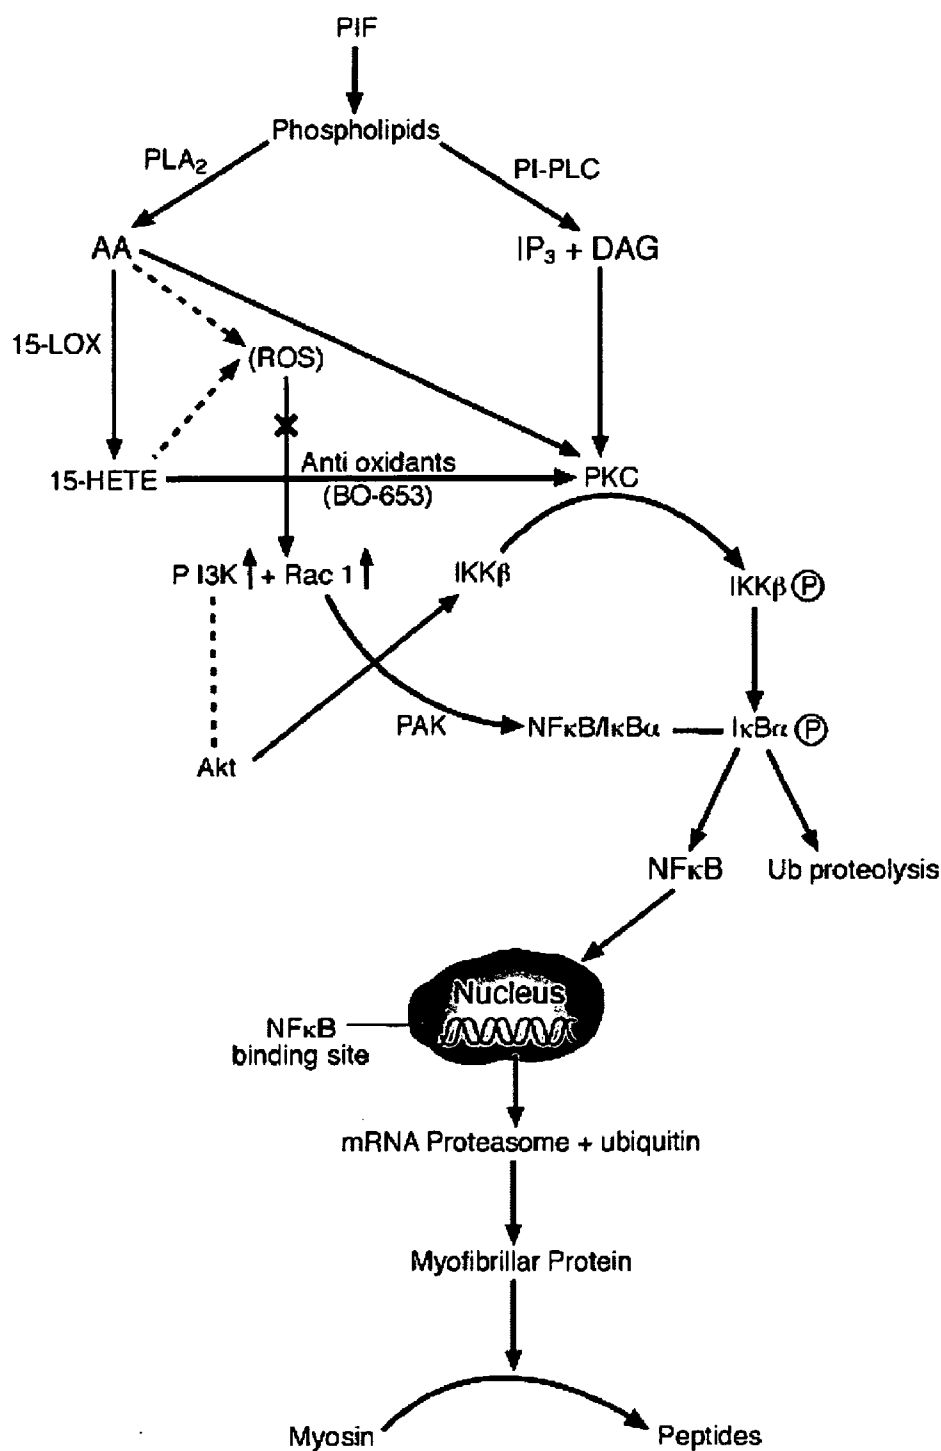 PIF
Phospholipids
PLA₂
PI-PLC
AA
IP₃ + DAG
15-LOX
(ROS)
Anti oxidants
15-HETE
(BO-653)
PKC
P I3K + Rac 1
IKKβ
IKKβ P
PAK
NFκB/IκBα
IκBα P
Akt
NFκB
Ub proteolysis
Nucleus
NFκB
binding site
mRNA Proteasome + ubiquitin
Myofibrillar Protein
Myosin
Peptides